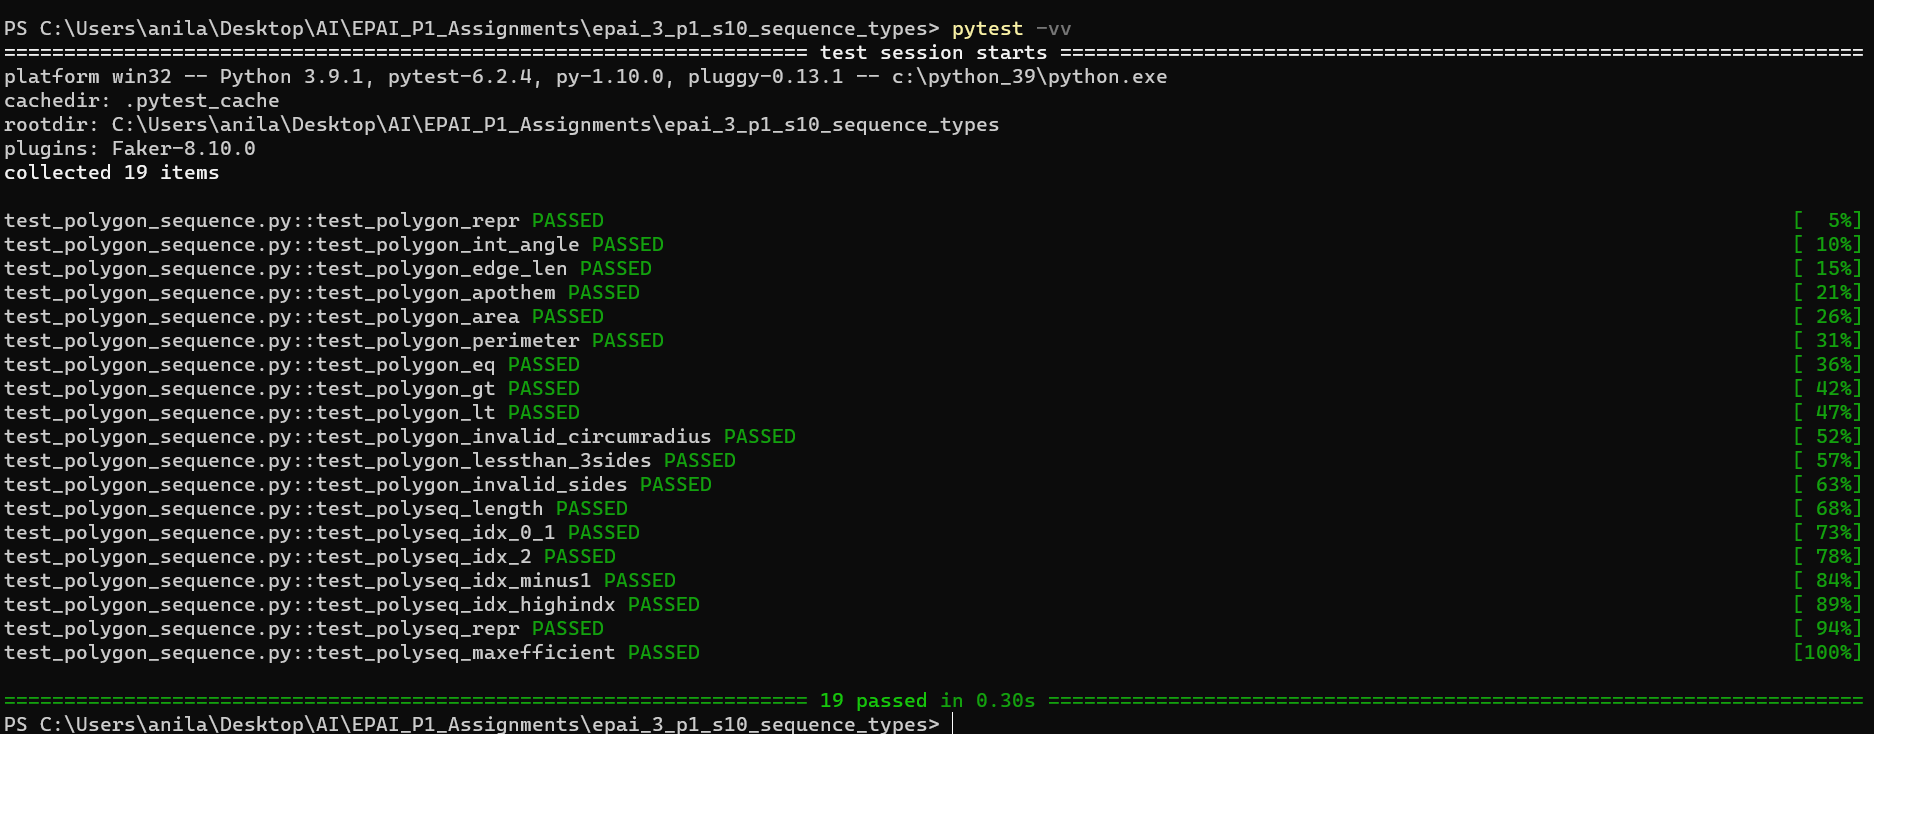 PS C:\Users\anila\Desktop\AI\EPAI_P1_Assignments\epai_3_p1_s10_sequence_types> pytest -vv
=================================================================== test session starts ===================================================================
platform win32 -- Python 3.9.1, pytest-6.2.4, py-1.10.0, pluggy-0.13.1 -- c:\python_39\python.exe
cachedir: .pytest_cache
rootdir: C:\Users\anila\Desktop\AI\EPAI_P1_Assignments\epai_3_p1_s10_sequence_types
plugins: Faker-8.10.0
collected 19 items
test_polygon_sequence.py::test_polygon_repr PASSED [  5%]
test_polygon_sequence.py::test_polygon_int_angle PASSED [ 10%]
test_polygon_sequence.py::test_polygon_edge_len PASSED [ 15%]
test_polygon_sequence.py::test_polygon_apothem PASSED [ 21%]
test_polygon_sequence.py::test_polygon_area PASSED [ 26%]
test_polygon_sequence.py::test_polygon_perimeter PASSED [ 31%]
test_polygon_sequence.py::test_polygon_eq PASSED [ 36%]
test_polygon_sequence.py::test_polygon_gt PASSED [ 42%]
test_polygon_sequence.py::test_polygon_lt PASSED [ 47%]
test_polygon_sequence.py::test_polygon_invalid_circumradius PASSED [ 52%]
test_polygon_sequence.py::test_polygon_lessthan_3sides PASSED [ 57%]
test_polygon_sequence.py::test_polygon_invalid_sides PASSED [ 63%]
test_polygon_sequence.py::test_polyseq_length PASSED [ 68%]
test_polygon_sequence.py::test_polyseq_idx_0_1 PASSED [ 73%]
test_polygon_sequence.py::test_polyseq_idx_2 PASSED [ 78%]
test_polygon_sequence.py::test_polyseq_idx_minus1 PASSED [ 84%]
test_polygon_sequence.py::test_polyseq_idx_highindx PASSED [ 89%]
test_polygon_sequence.py::test_polyseq_repr PASSED [ 94%]
test_polygon_sequence.py::test_polyseq_maxefficient PASSED [100%]
=================================================================== 19 passed in 0.30s ====================================================================
PS C:\Users\anila\Desktop\AI\EPAI_P1_Assignments\epai_3_p1_s10_sequence_types>